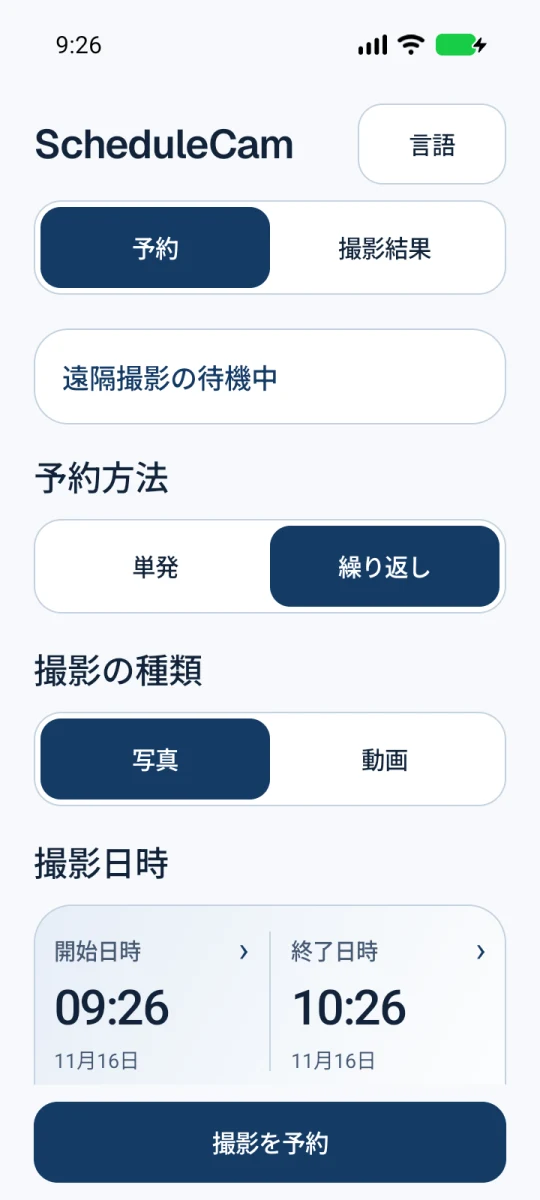 9:26
ScheduleCam
言語
予約
撮影結果
遠隔撮影の待機中
予約方法
単発
繰り返し
撮影の種類
写真
動画
撮影日時
開始日時 ›
終了日時 ›
09:26
10:26
11月16日
11月16日
撮影を予約